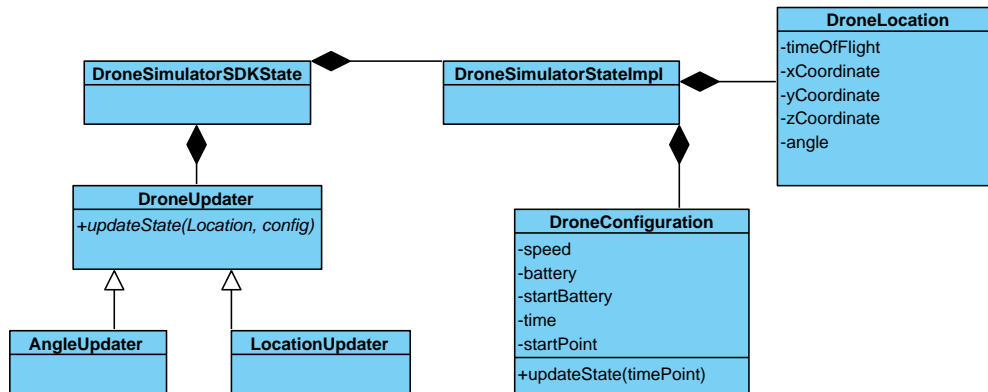 DroneLocation
-timeOfFlight
-xCoordinate
-yCoordinate
-zCoordinate
-angle
DroneSimulatorSDKState
DroneSimulatorStateImpl
DroneUpdater
+updateState(Location, config)
DroneConfiguration
-speed
-battery
-startBattery
-time
-startPoint
+updateState(timePoint)
AngleUpdater
LocationUpdater